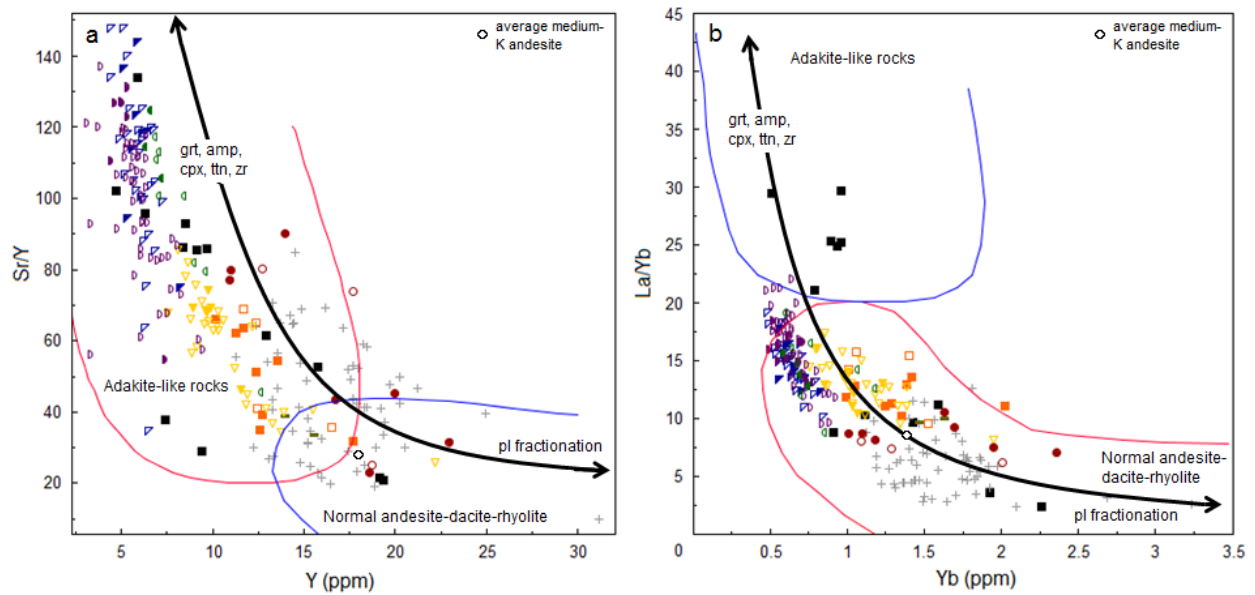 a
average medium-
K andesite
140
120
100
80
60
40
20
Sr/Y
grt, amp,
cpx, ttn, zr
Adakite-like rocks
pl fractionation
Normal andesite-dacite-rhyolite
5
10
15
20
25
30
Y (ppm)
b
average medium-
K andesite
Adakite-like rocks
45
40
35
30
25
20
15
10
5
0
La/Yb
grt, amp,
cpx, ttn, zr
Normal andesite-
dacite-rhyolite
pl fractionation
0.5
1.0
1.5
2.0
2.5
3.0
3.5
Yb (ppm)